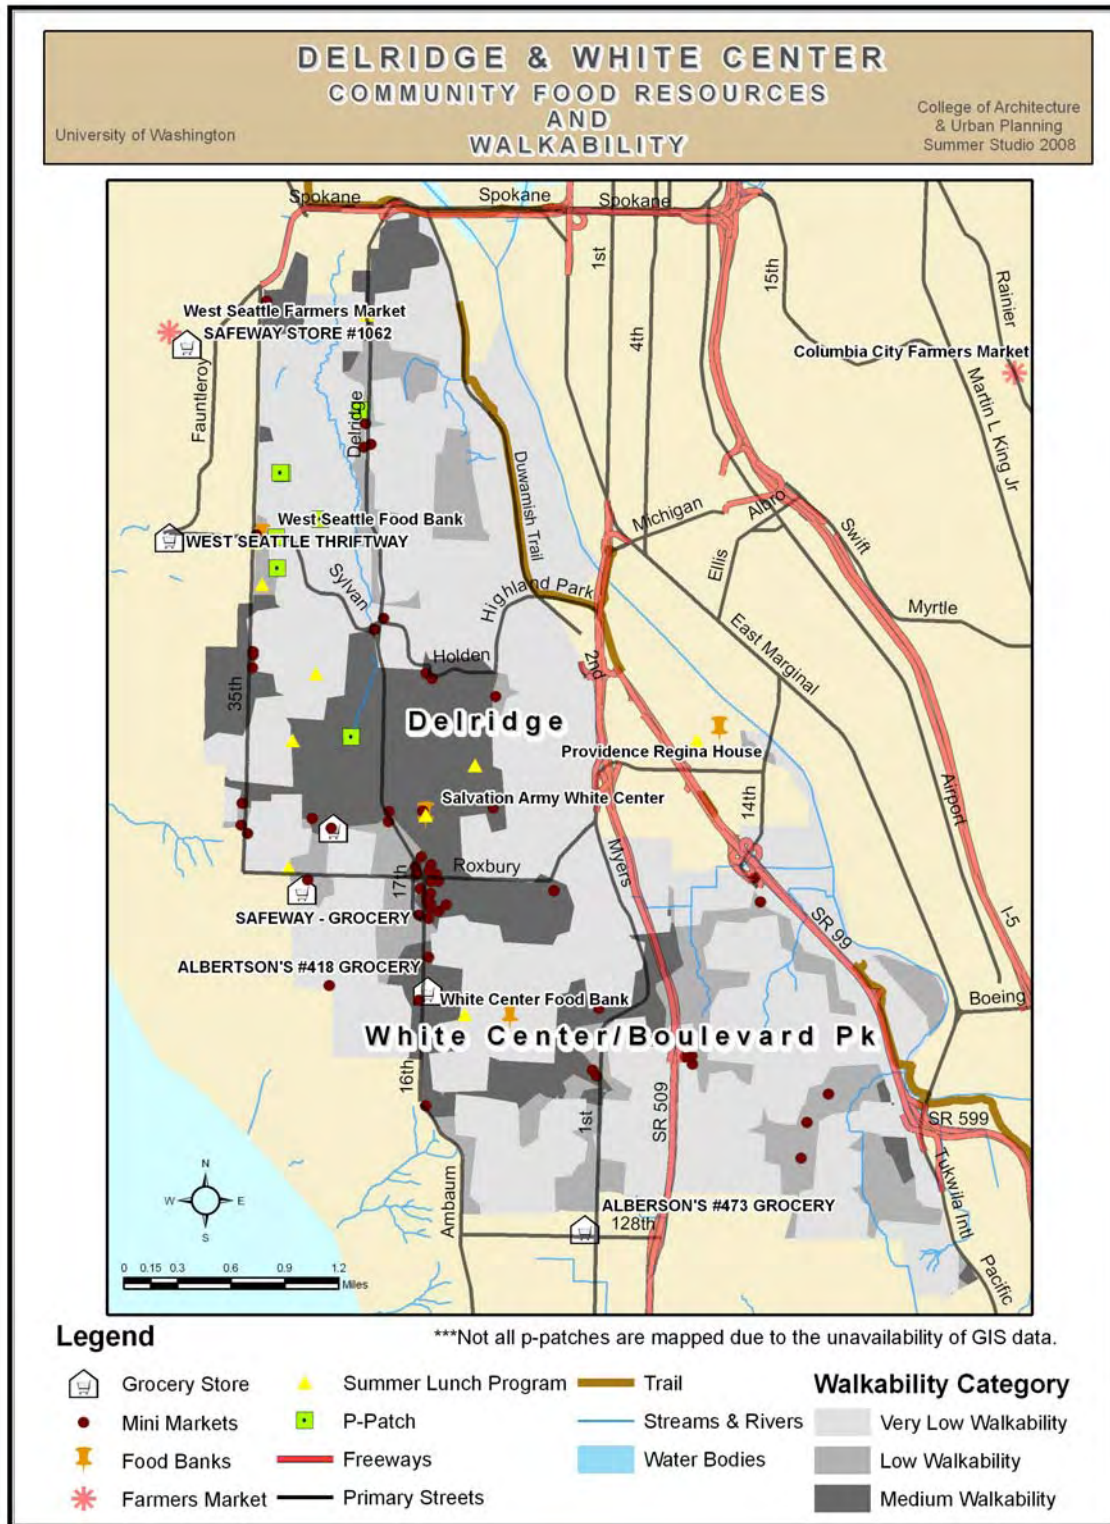 DELRIDGE & WHITE CENTER
COMMUNITY FOOD RESOURCES
AND
WALKABILITY
University of Washington
College of Architecture
& Urban Planning
Summer Studio 2008
Spokane
Spokane
Spokane
1st
4th
15th
Rainier
Martin L King Jr
West Seattle Farmers Market
SAFEWAY STORE #1062
Columbia City Farmers Market
Fauntleroy
Delridge
Duwamish Trail
Michigan
Albro
Swift
Ellis
West Seattle Food Bank
WEST SEATTLE THRIFTWAY
Sylvan
Highland Park
Myrtle
East Marginal
Holden
2nd
35th
Delridge
Providence Regina House
Salvation Army White Center
14th
Airport
Roxbury
17th
Myers
SAFEWAY - GROCERY
SR 99
I-5
ALBERTSON'S #418 GROCERY
White Center Food Bank
Boeing
White Center/Boulevard Pk
16th
1st
SR 509
SR 599
Tukwila Intl
Ambaum
ALBERSON'S #473 GROCERY
128th
Pacific
N
W E
S
0 0.15 0.3 0.6 0.9 1.2
Miles
Legend
***Not all p-patches are mapped due to the unavailability of GIS data.
Grocery Store
Mini Markets
Food Banks
Farmers Market
Summer Lunch Program
P-Patch
Freeways
Primary Streets
Trail
Streams & Rivers
Water Bodies
Walkability Category
Very Low Walkability
Low Walkability
Medium Walkability